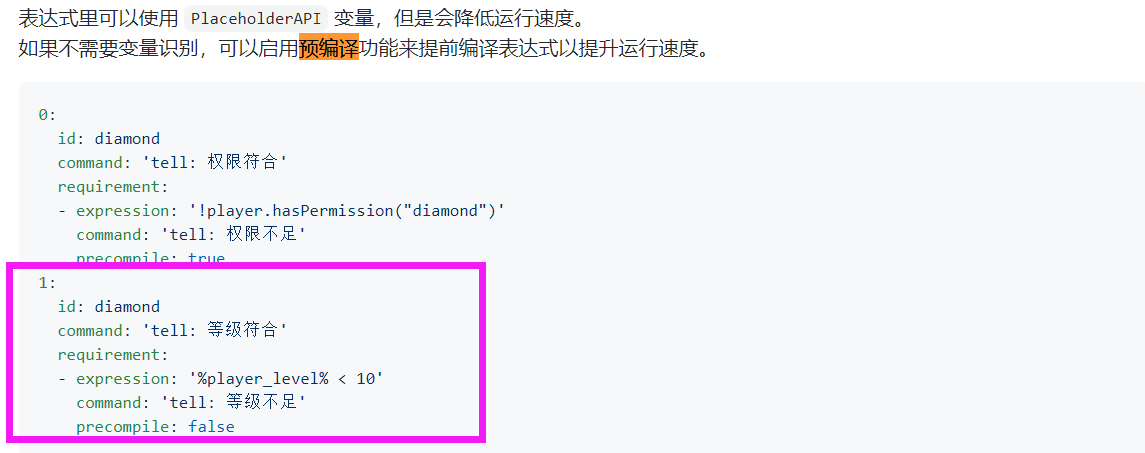 表达式里可以使用 PlaceholderAPI 变量，但是会降低运行速度。
如果不需要变量识别，可以启用预编译功能来提前编译表达式以提升运行速度。
0:
  id: diamond
  command: 'tell: 权限符合'
  requirement:
  - expression: '!player.hasPermission("diamond")'
    command: 'tell: 权限不足'
    precompile: true
1:
  id: diamond
  command: 'tell: 等级符合'
  requirement:
  - expression: '%player_level% < 10'
    command: 'tell: 等级不足'
    precompile: false